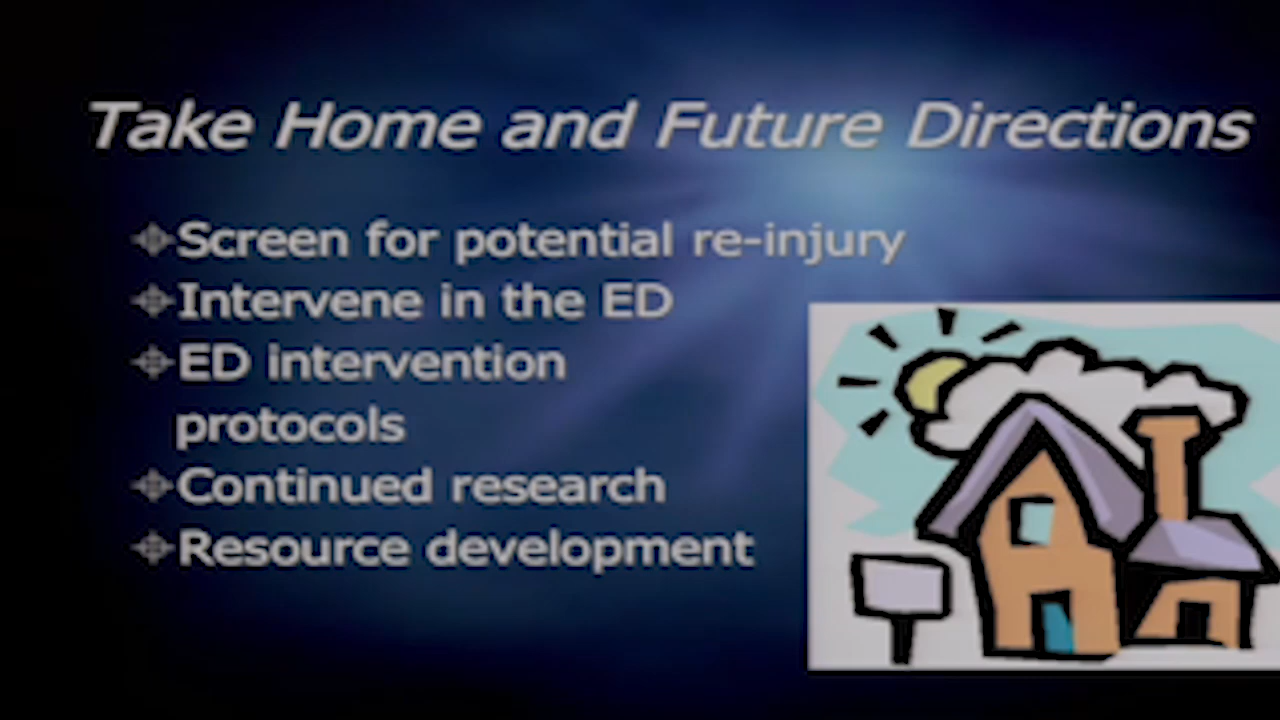 Take Home and Future Directions
Screen for potential re-injury
Intervene in the ED
ED intervention
protocols
Continued research
Resource development